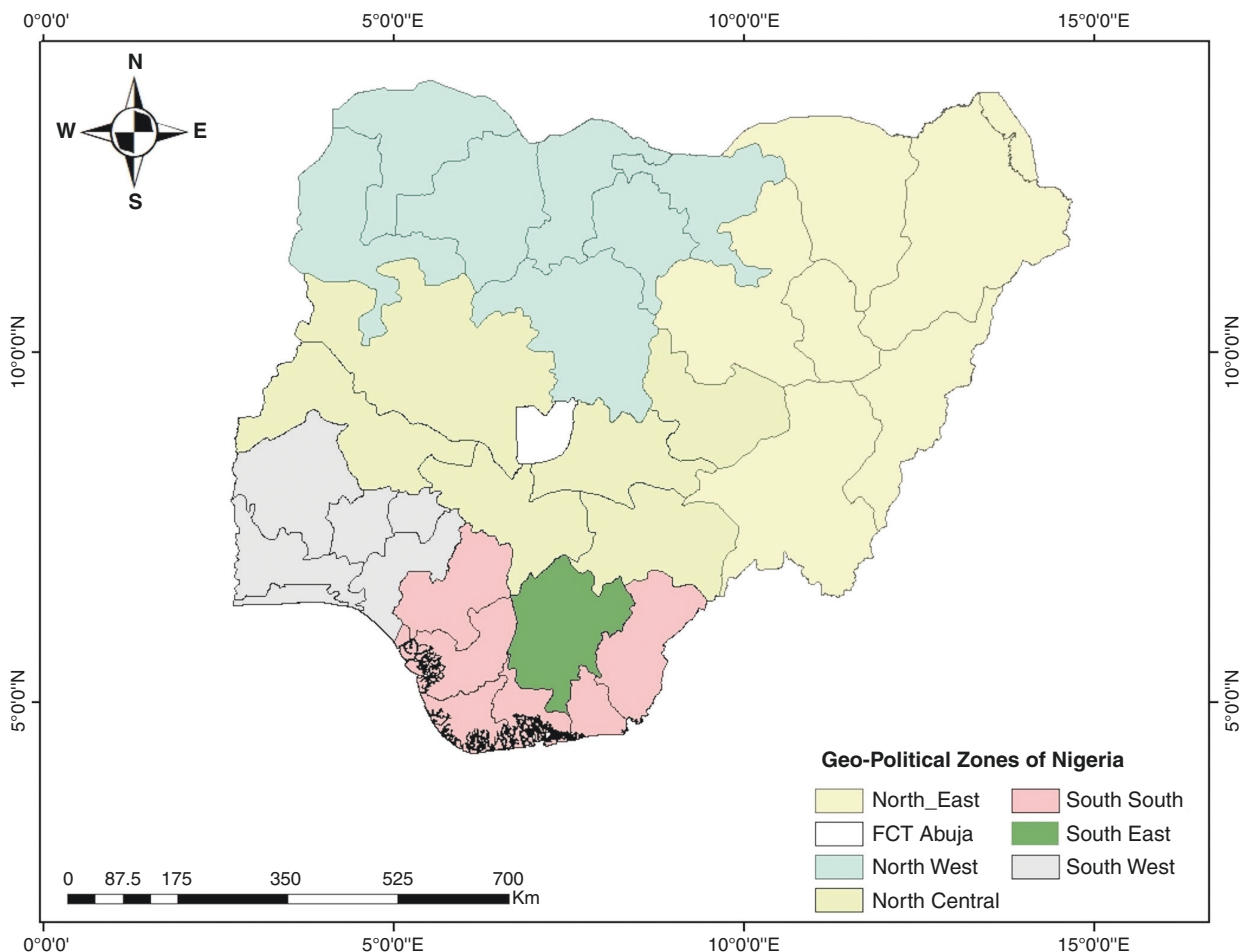 0°0'0' 5°0'0''E 10°0'0''E 15°0'0''E
N
W E
S
10°0'0''N 10°0'0''N
5°0'0''N 5°0'0''N
Geo-Political Zones of Nigeria
North_East South South
FCT Abuja South East
North West South West
North Central
0 87.5 175 350 525 700
Km
0°0'0' 5°0'0''E 10°0'0''E 15°0'0''E